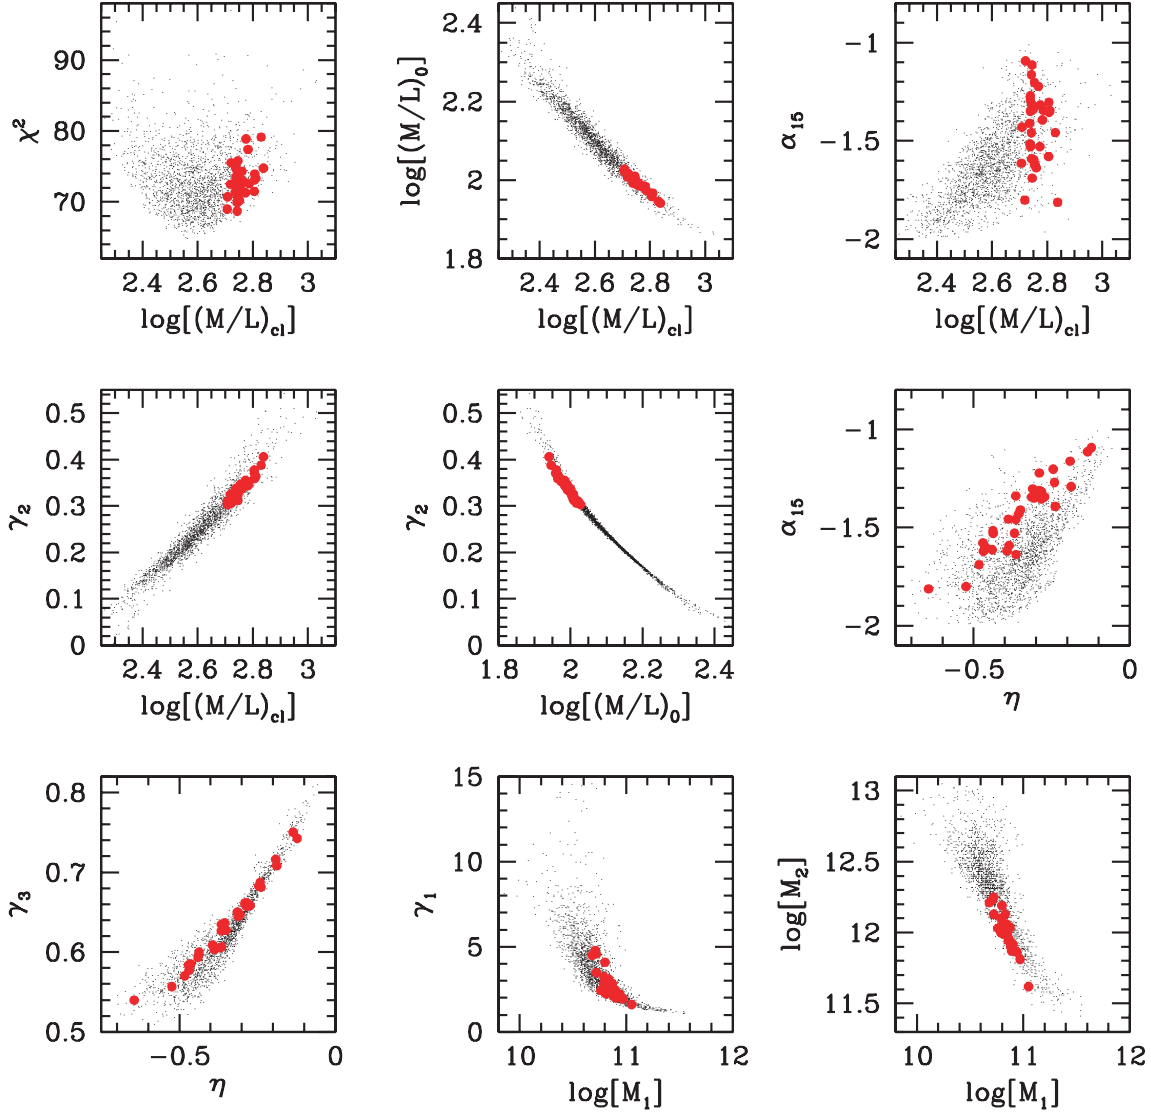 90
80
70
χ²
2.4 2.6 2.8 3
log[(M/L)cl]
2.4
2.2
2
1.8
log[(M/L)0]
2.4 2.6 2.8 3
log[(M/L)cl]
−1
−1.5
−2
α15
2.4 2.6 2.8 3
log[(M/L)cl]
0.5
0.4
0.3
0.2
0.1
0
γ2
2.4 2.6 2.8 3
log[(M/L)cl]
0.5
0.4
0.3
0.2
0.1
0
γ2
1.8 2 2.2 2.4
log[(M/L)0]
−1
−1.5
−2
α15
−0.5 0
η
0.8
0.7
0.6
0.5
γ3
−0.5 0
η
15
10
5
0
γ1
10 11 12
log[M1]
13
12.5
12
11.5
log[M2]
10 11 12
log[M1]